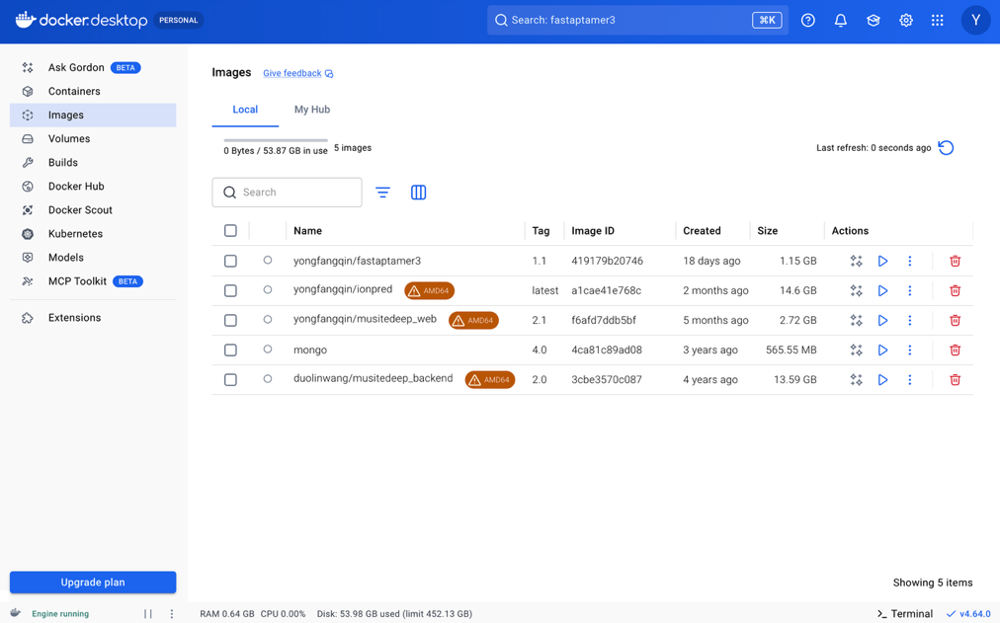 docker.desktop PERSONAL
Search: fastaptamer3 ⌘K
Y
Ask Gordon BETA
Containers
Images
Volumes
Builds
Docker Hub
Docker Scout
Kubernetes
Models
MCP Toolkit BETA
Extensions
Upgrade plan
Images Give feedback
Local My Hub
0 Bytes / 53.87 GB in use 5 images
Last refresh: 0 seconds ago
Search
Name Tag Image ID Created Size Actions
yongfangqin/fastaptamer3 1.1 419179b20746 18 days ago 1.15 GB
yongfangqin/ionpred AMD64 latest a1cae41e768c 2 months ago 14.6 GB
yongfangqin/musitedeep_web AMD64 2.1 f6afd7ddb5bf 5 months ago 2.72 GB
mongo 4.0 4ca81c89ad08 3 years ago 565.55 MB
duolinwang/musitedeep_backend AMD64 2.0 3cbe3570c087 4 years ago 13.59 GB
Showing 5 items
Engine running RAM 0.64 GB CPU 0.00% Disk: 53.98 GB used (limit 452.13 GB) >_ Terminal v4.64.0